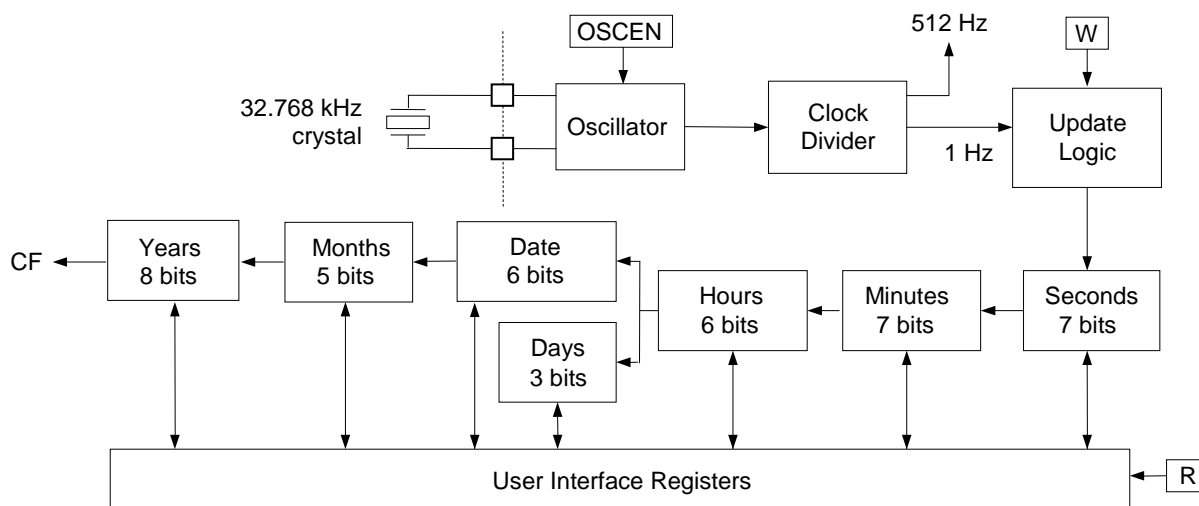 OSCEN
512 Hz
W
32.768 kHz
crystal
Oscillator
Clock
Divider
1 Hz
Update
Logic
CF
Years
8 bits
Months
5 bits
Date
6 bits
Days
3 bits
Hours
6 bits
Minutes
7 bits
Seconds
7 bits
User Interface Registers
R